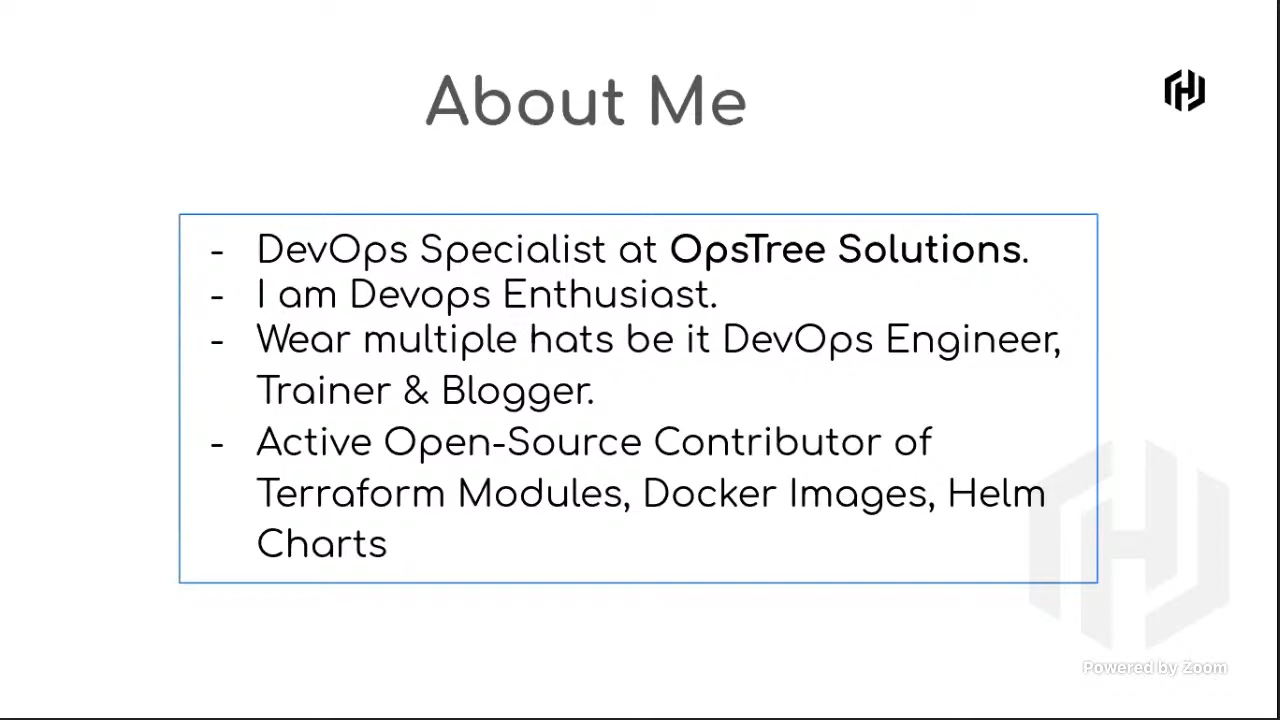 About Me
- DevOps Specialist at OpsTree Solutions.
- I am Devops Enthusiast.
- Wear multiple hats be it DevOps Engineer,
Trainer & Blogger.
- Active Open-Source Contributor of
Terraform Modules, Docker Images, Helm
Charts
Powered by Zoom